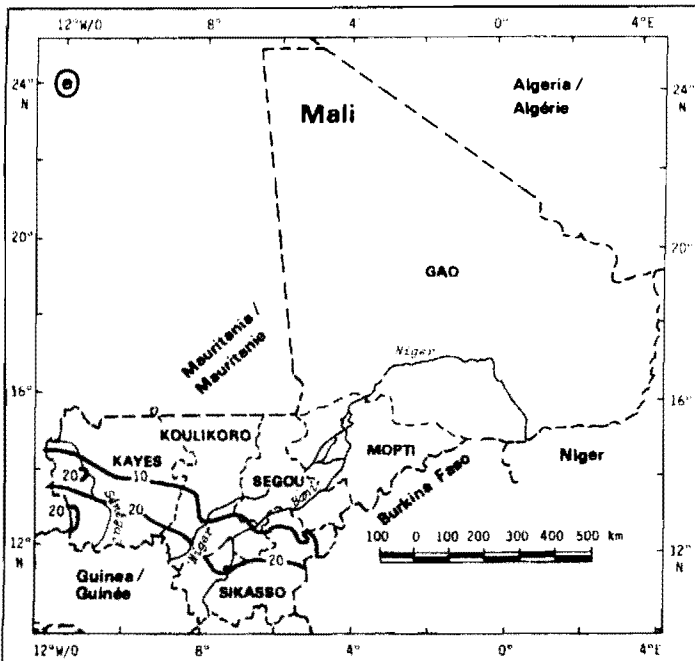 12°W/O 8° 4° 0° 4°E
24° N
24° N
e
Algeria /
Algérie
Mali
20°
20°
GAO
Mauritania /
Mauritanie
Niger
16°
16°
KOULIKORO
MOPTI
Niger
KAYES
20
10
SEGOU
Bani
Burkina Faso
20
20
Sénégal
100 0 100 200 300 400 500 km
12° N
12° N
Niger
20
Guinea /
Guinée
SIKASSO
12°W/O 8° 4° 0° 4°E